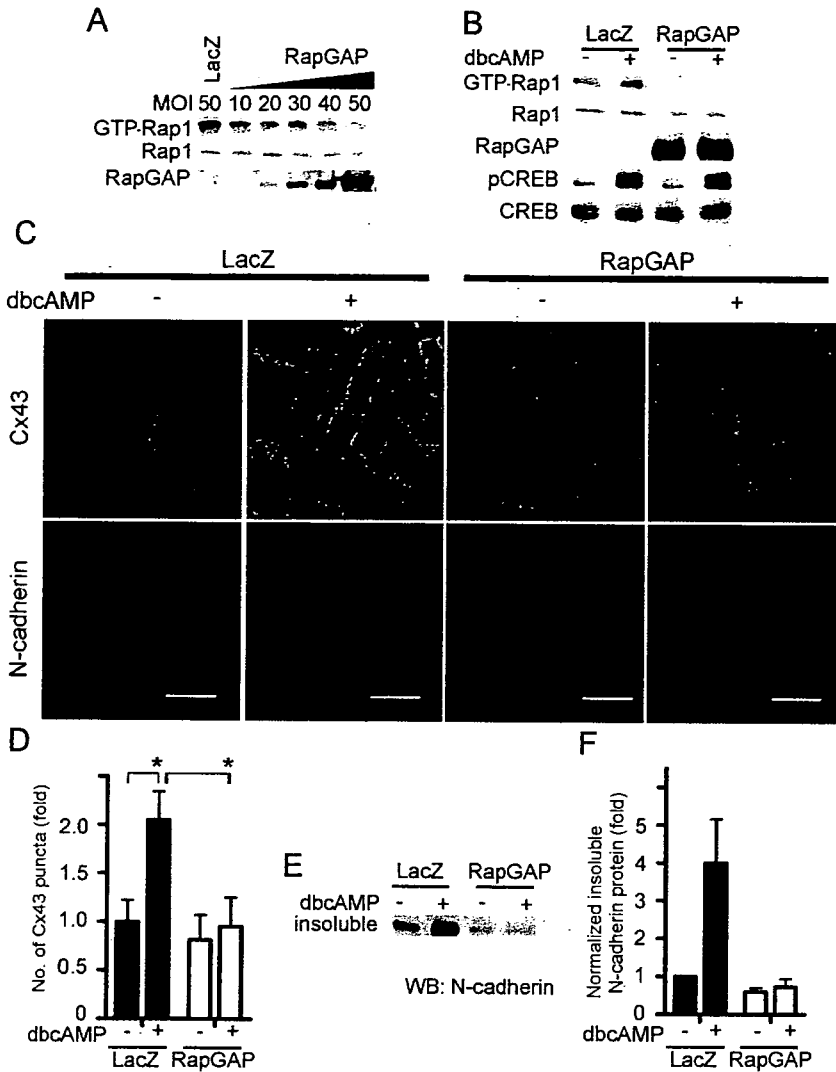 A
LacZ
RapGAP
MOI 50 10 20 30 40 50
GTP-Rap1
Rap1
RapGAP
B
LacZ RapGAP
dbcAMP - + - +
GTP-Rap1
Rap1
RapGAP
pCREB
CREB
C
LacZ RapGAP
dbcAMP - + - +
Cx43
N-cadherin
D
* *
No. of Cx43 puncta (fold)
2.0
1.0
0.5
0
dbcAMP - + - +
LacZ RapGAP
E
LacZ RapGAP
dbcAMP - + - +
insoluble
WB: N-cadherin
F
Normalized insoluble
N-cadherin protein (fold)
5
4
3
2
1
0
dbcAMP - + - +
LacZ RapGAP